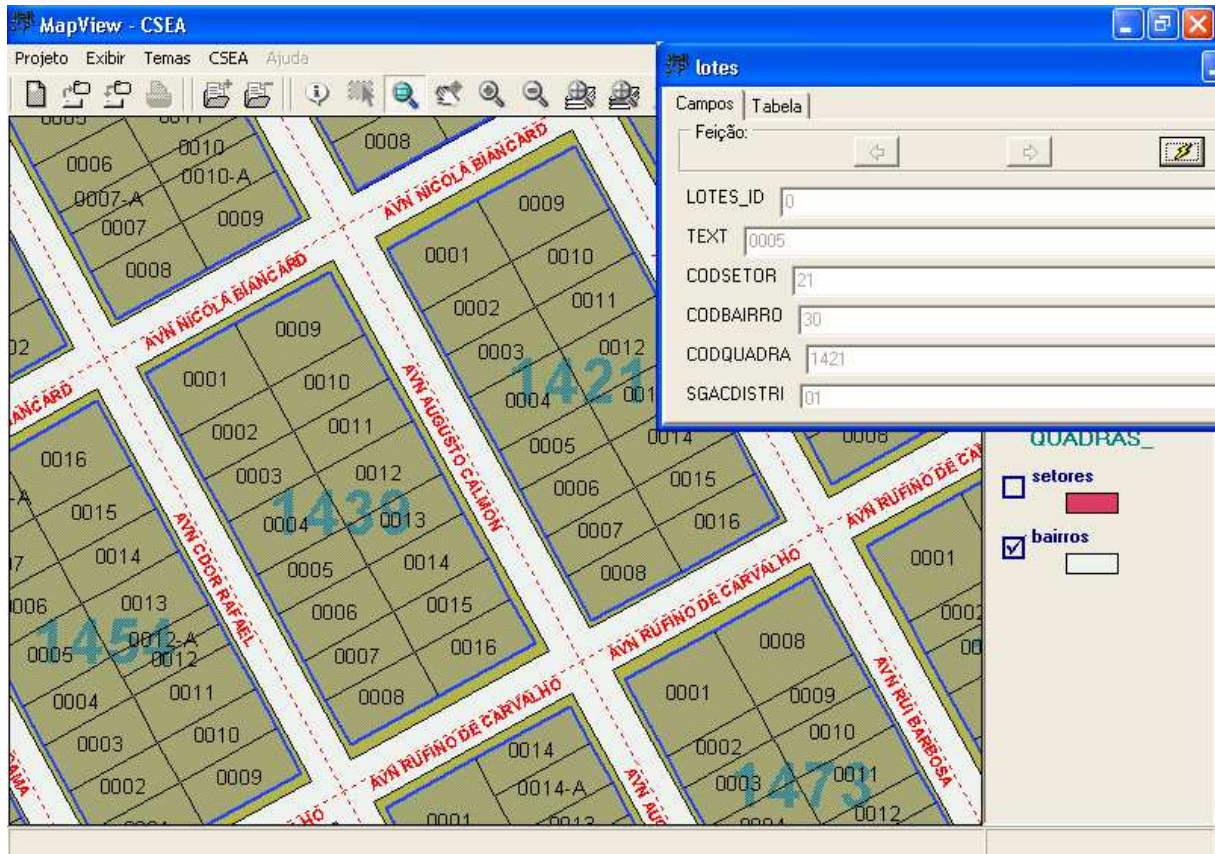 MapView - CSEA
Projeto Exibir Temas CSEA Ajuda
lotes
Campos Tabela
Feição:
LOTES_ID 0
TEXT 0005
CODSETOR 21
CODBAIRRO 30
CODQUADRA 1421
SGACDISTRI 01
QUADRAS_
setores
bairros
0006
0010
0010-A
0007-A
0007
0009
0008
0008
AVN NICOLA BIANCARD
AVN NICOLA BIANCARD
0009
0001
0010
0002
0011
0003
0012
1421
0004
0005
0014
0006
0015
0007
0016
0008
0009
0001
0010
0002
0011
0003
0012
1439
0004
0013
0005
0014
0006
0015
0007
0016
0008
AVN AUGUSTO CALMON
AVN CDOR RAFAEL
0016
0015
0014
0013
1454
0012-A
0005
0012
0004
0011
0003
0010
0002
0009
AVN RUFINO DE CARVALHO
AVN RUFINO DE CARVALHO
0008
0001
0002
0008
0001
0009
0002
0010
0003
0011
1473
0012
AVN RUI BARBOSA
0014
0014-A
0001
0013